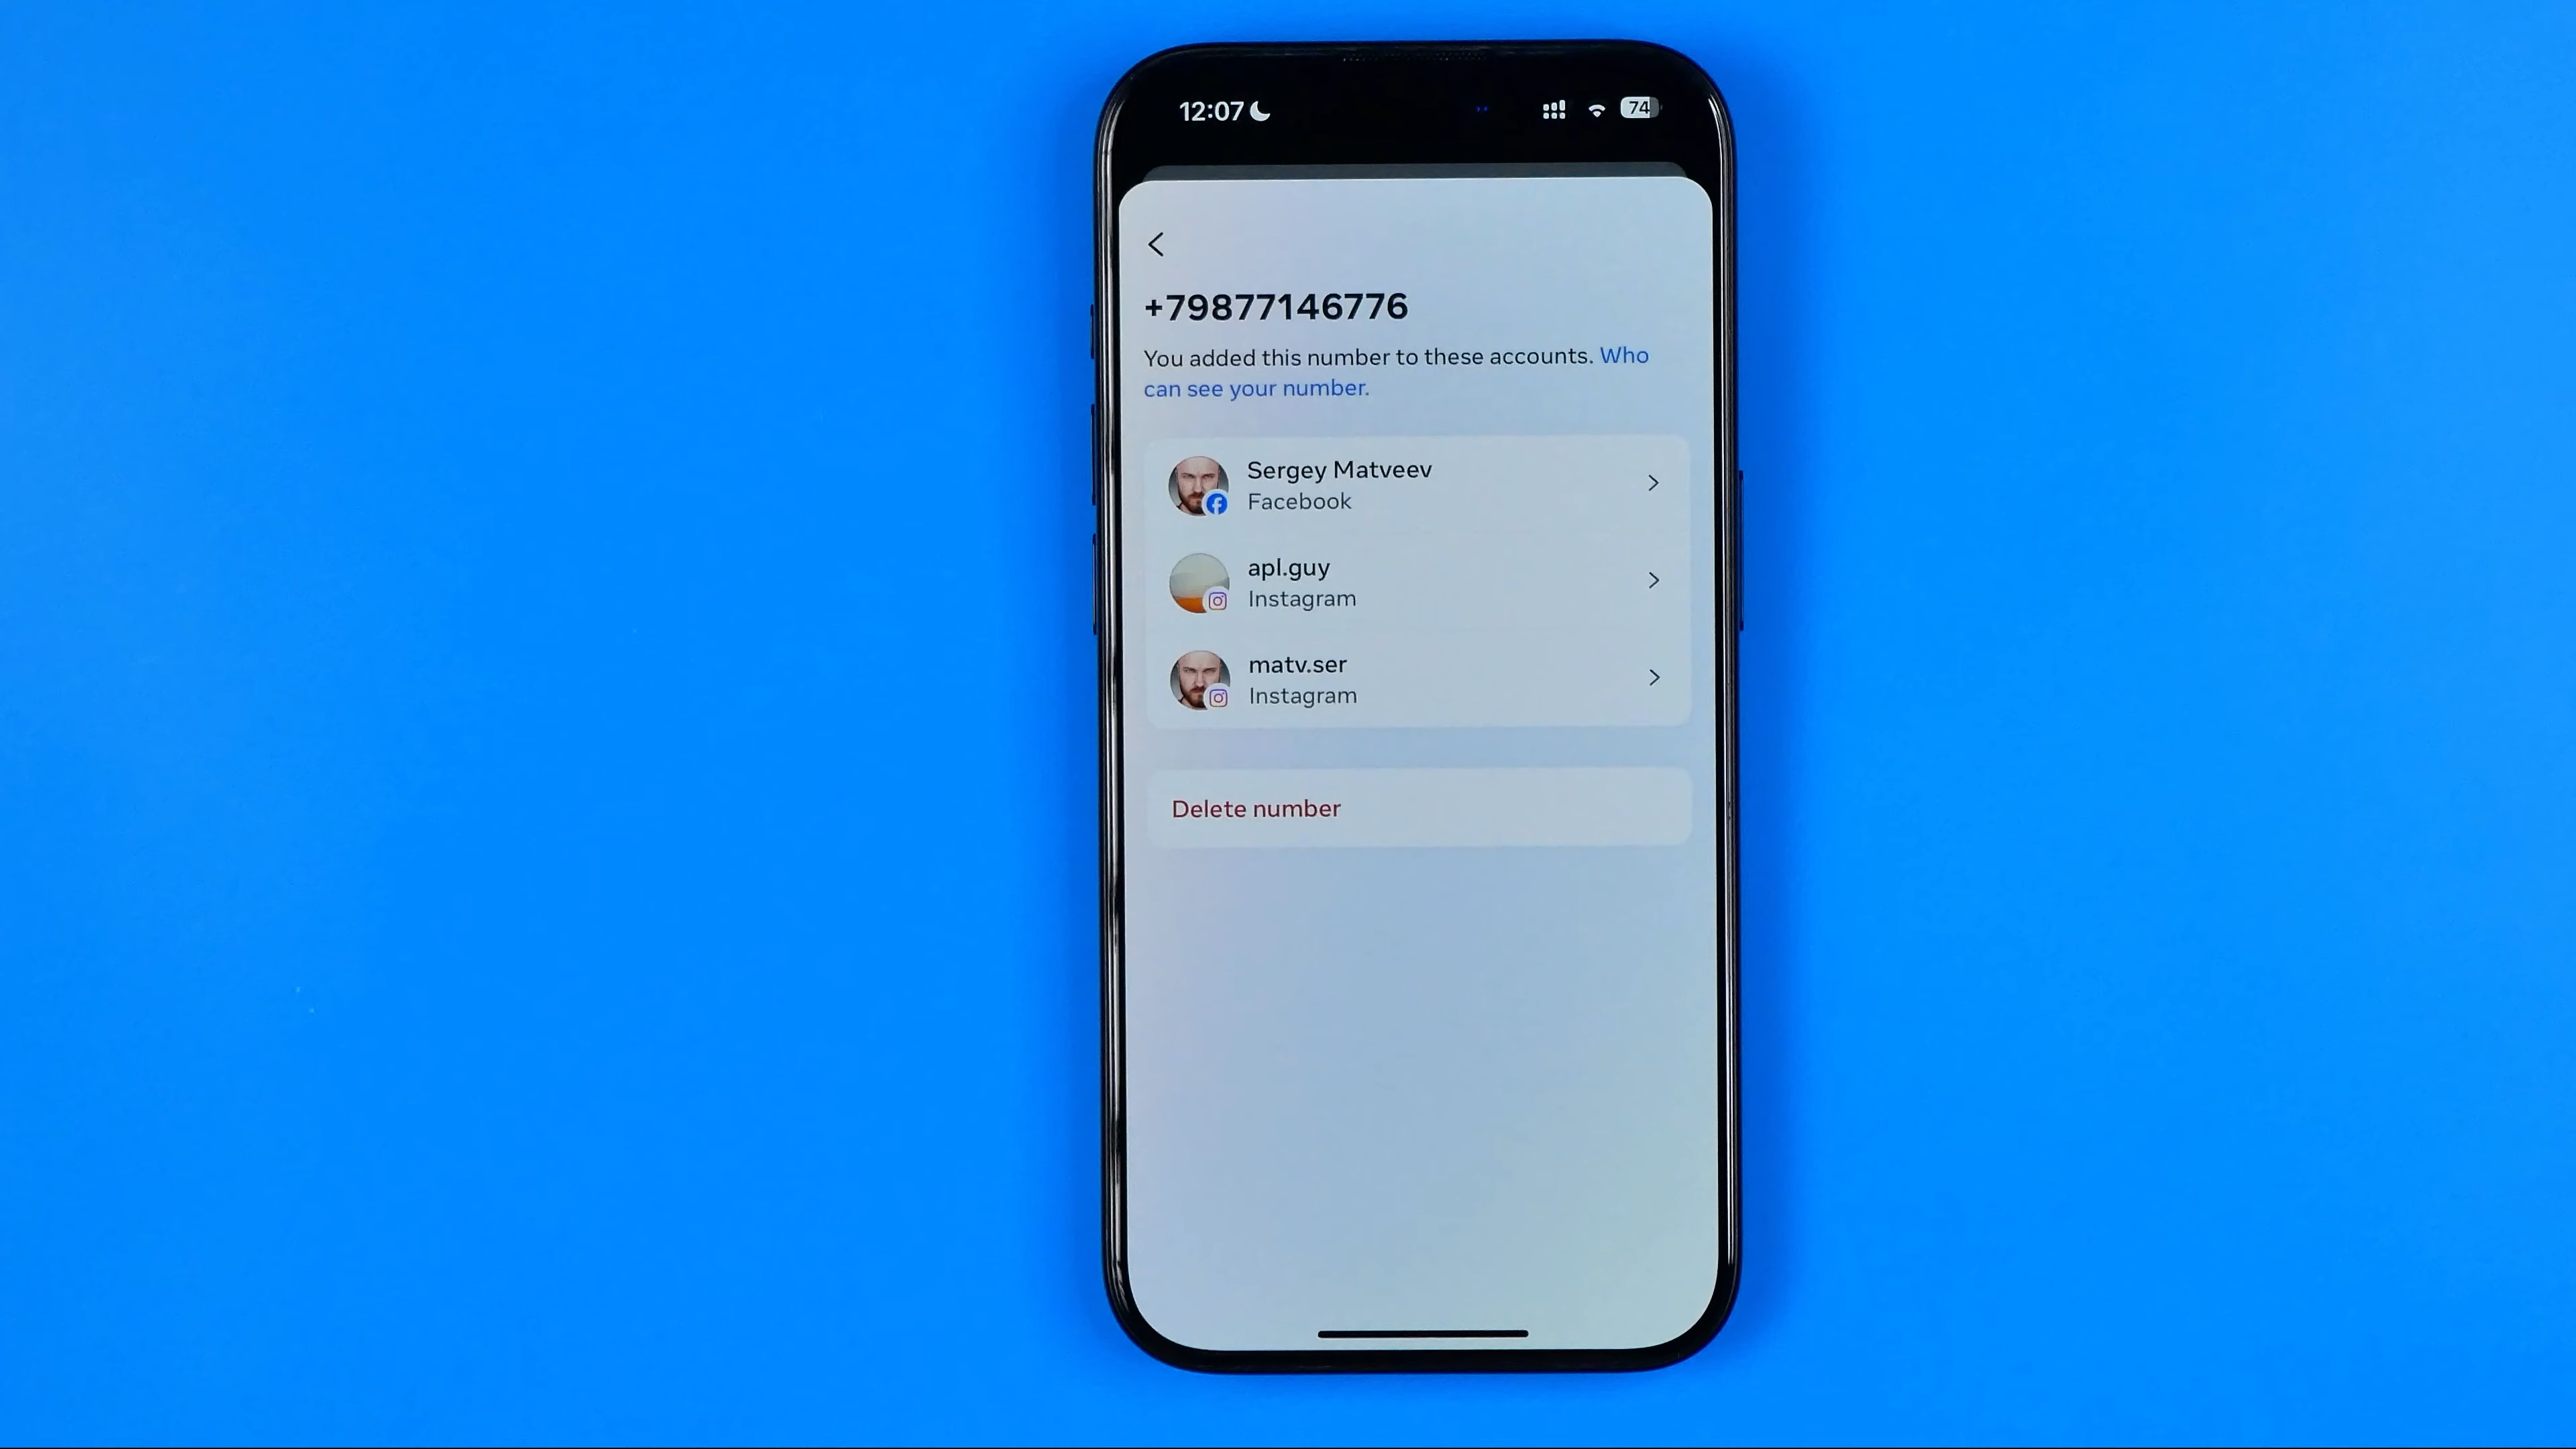 12:07
74
+79877146776
You added this number to these accounts. Who
can see your number.
Sergey Matveev
Facebook
apl.guy
Instagram
matv.ser
Instagram
Delete number